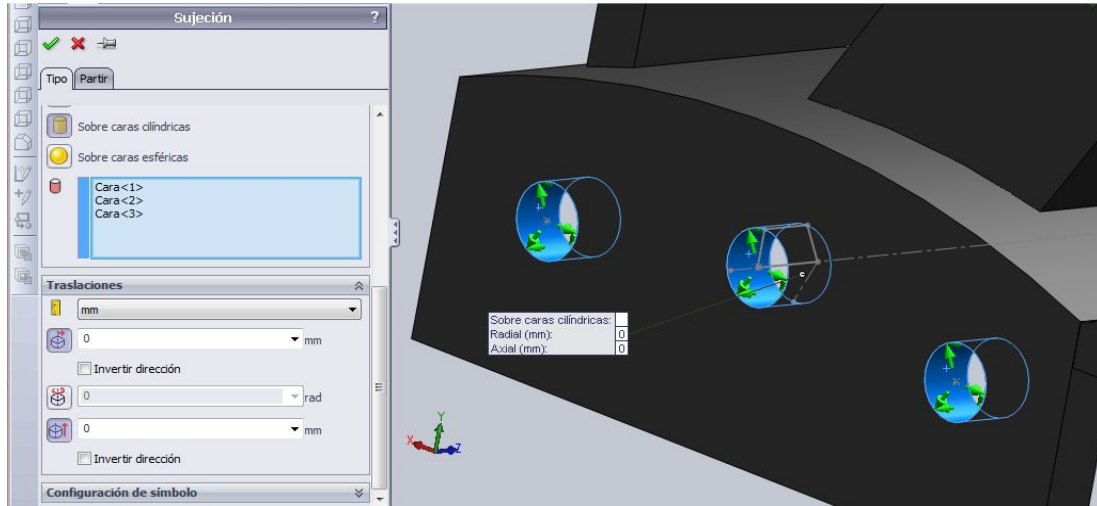 Sujeción ?
Tipo Partir
Sobre caras cilíndricas
Sobre caras esféricas
Cara<1>
Cara<2>
Cara<3>
Traslaciones
mm
0 mm
Invertir dirección
0 rad
0 mm
Invertir dirección
Configuración de símbolo
Sobre caras cilíndricas:
Radial (mm): 0
Axial (mm): 0
Y
X
Z